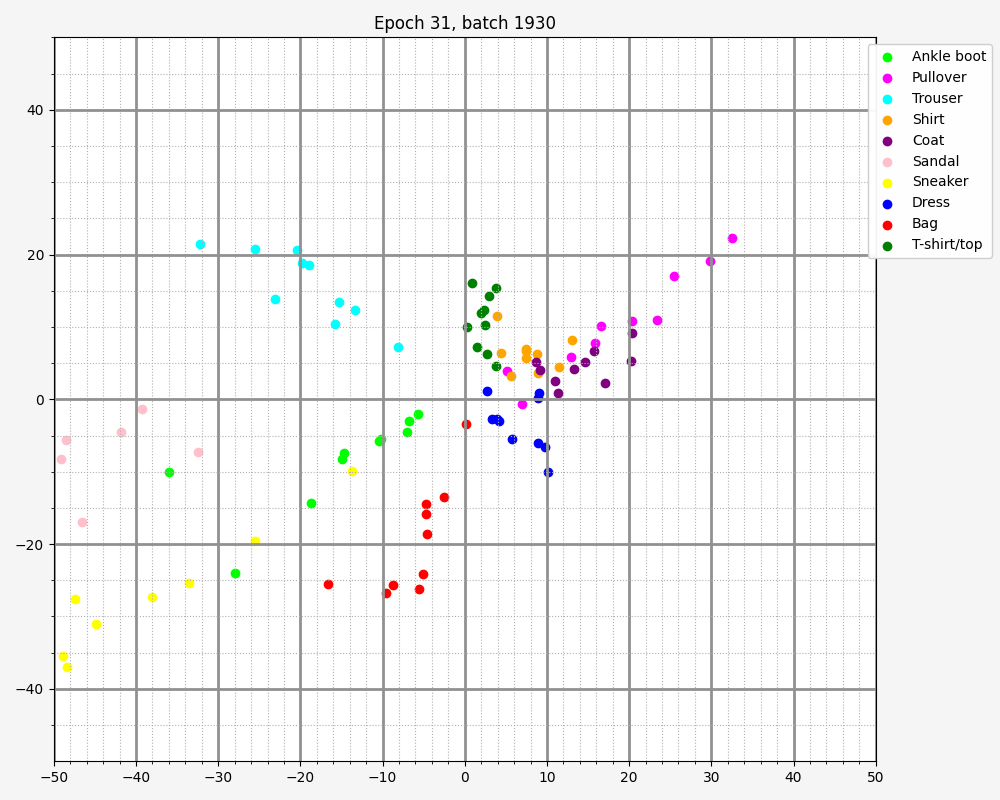 Epoch 31, batch 1930
Ankle boot
Pullover
Trouser
Shirt
Coat
Sandal
Sneaker
Dress
Bag
T-shirt/top
40
20
0
−20
−40
−50 −40 −30 −20 −10 0 10 20 30 40 50